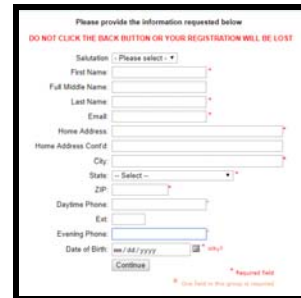 Please provide the information requested below
DO NOT CLICK THE BACK BUTTON OR YOUR REGISTRATION WILL BE LOST
Salutation - Please select -
First Name: *
Full Middle Name:
Last Name: *
Email: *
Home Address: *
Home Address Cont'd:
City: *
State: -- Select -- *
ZIP: *
Daytime Phone: *
Ext:
Evening Phone: *
Date of Birth: mm/dd/yyyy * Why?
Continue
* Required field
* One field in this group is required